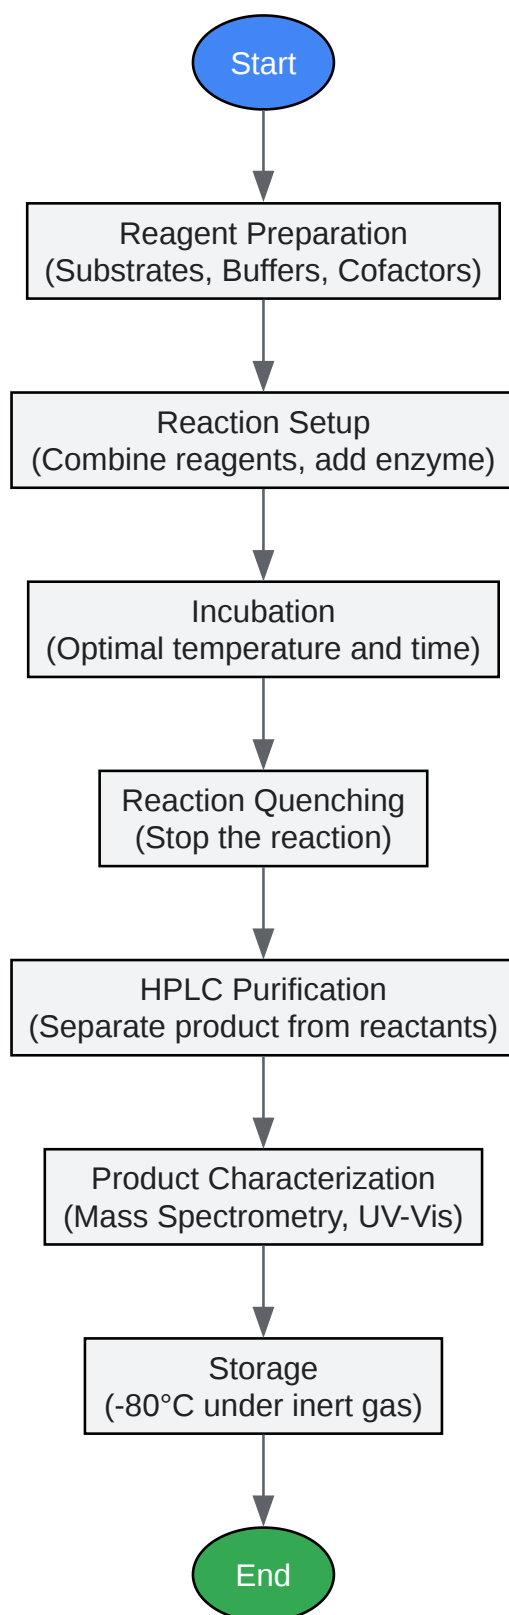 Start
Reagent Preparation
(Substrates, Buffers, Cofactors)
Reaction Setup
(Combine reagents, add enzyme)
Incubation
(Optimal temperature and time)
Reaction Quenching
(Stop the reaction)
HPLC Purification
(Separate product from reactants)
Product Characterization
(Mass Spectrometry, UV-Vis)
Storage
(-80°C under inert gas)
End